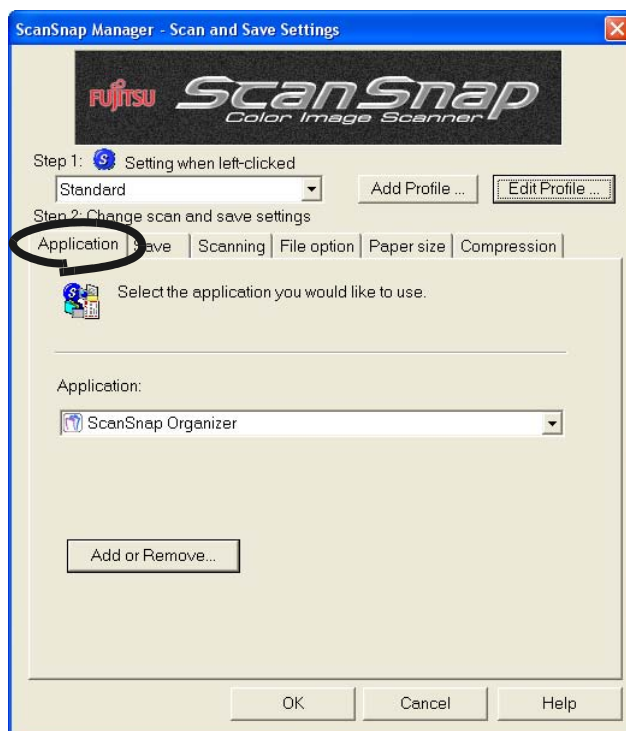 ScanSnap Manager - Scan and Save Settings
FUJITSU ScanSnap
Color Image Scanner
Step 1: Setting when left-clicked
Standard Add Profile ... Edit Profile ...
Step 2: Change scan and save settings
Application Save Scanning File option Paper size Compression
Select the application you would like to use.
Application:
ScanSnap Organizer
Add or Remove...
OK Cancel Help